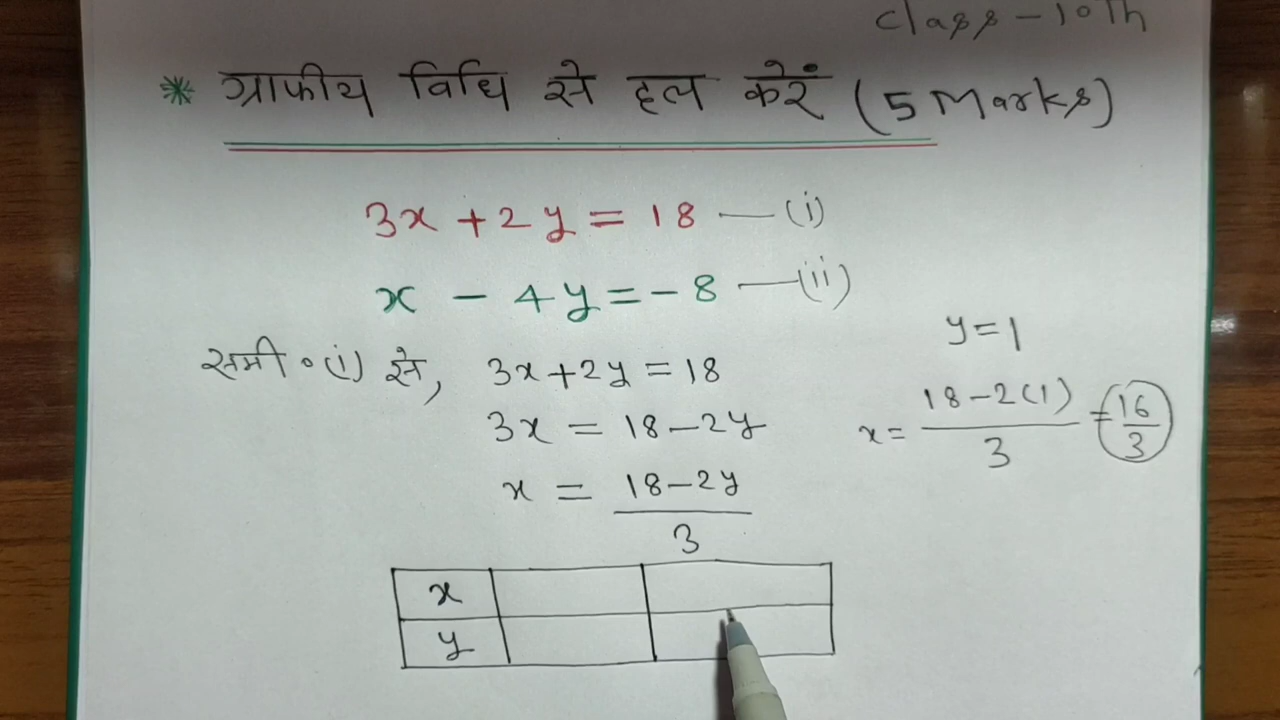 Class - 10Th
* ग्राफीय विधि से हल करें (5 Marks)
3x + 2y = 18 — (i)
x - 4y = -8 — (ii)
समी॰ (i) से, 3x + 2y = 18
3x = 18 - 2y
x = (18 - 2y)/3
y = 1
x = (18 - 2(1))/3 = 16/3
x
y